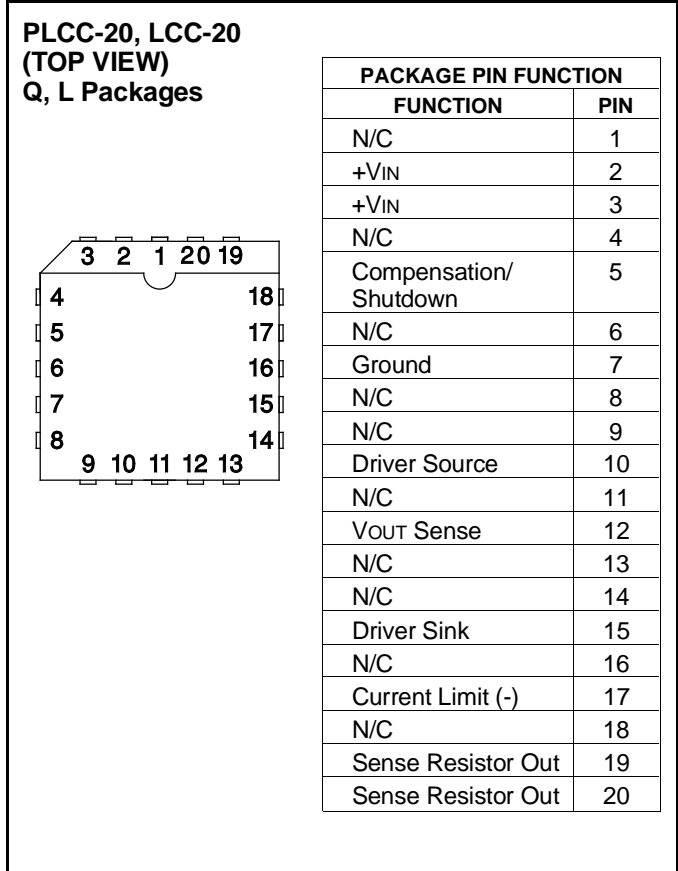 PLCC-20, LCC-20
(TOP VIEW)
Q, L Packages
3 2 1 20 19
4 18
5 17
6 16
7 15
8 14
9 10 11 12 13
PACKAGE PIN FUNCTION
FUNCTION PIN
N/C 1
+VIN 2
+VIN 3
N/C 4
Compensation/ 5
Shutdown
N/C 6
Ground 7
N/C 8
N/C 9
Driver Source 10
N/C 11
VOUT Sense 12
N/C 13
N/C 14
Driver Sink 15
N/C 16
Current Limit (-) 17
N/C 18
Sense Resistor Out 19
Sense Resistor Out 20